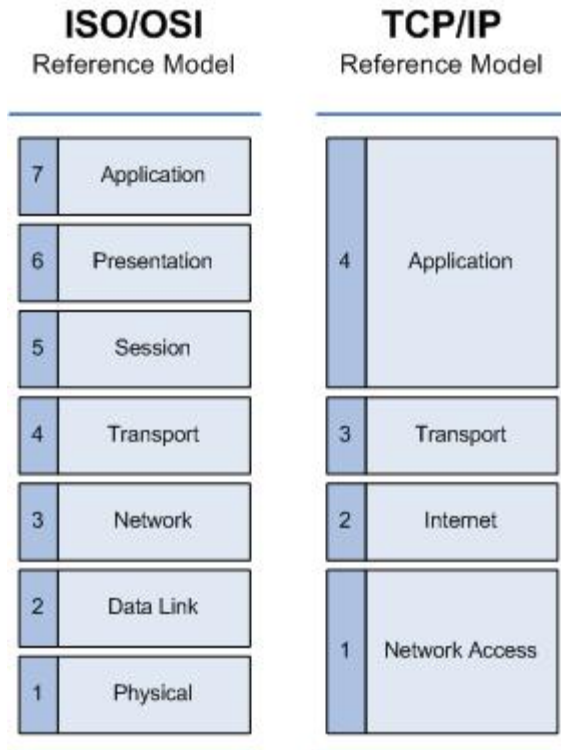 ISO/OSI
Reference Model
7 Application
6 Presentation
5 Session
4 Transport
3 Network
2 Data Link
1 Physical
TCP/IP
Reference Model
4 Application
3 Transport
2 Internet
1 Network Access